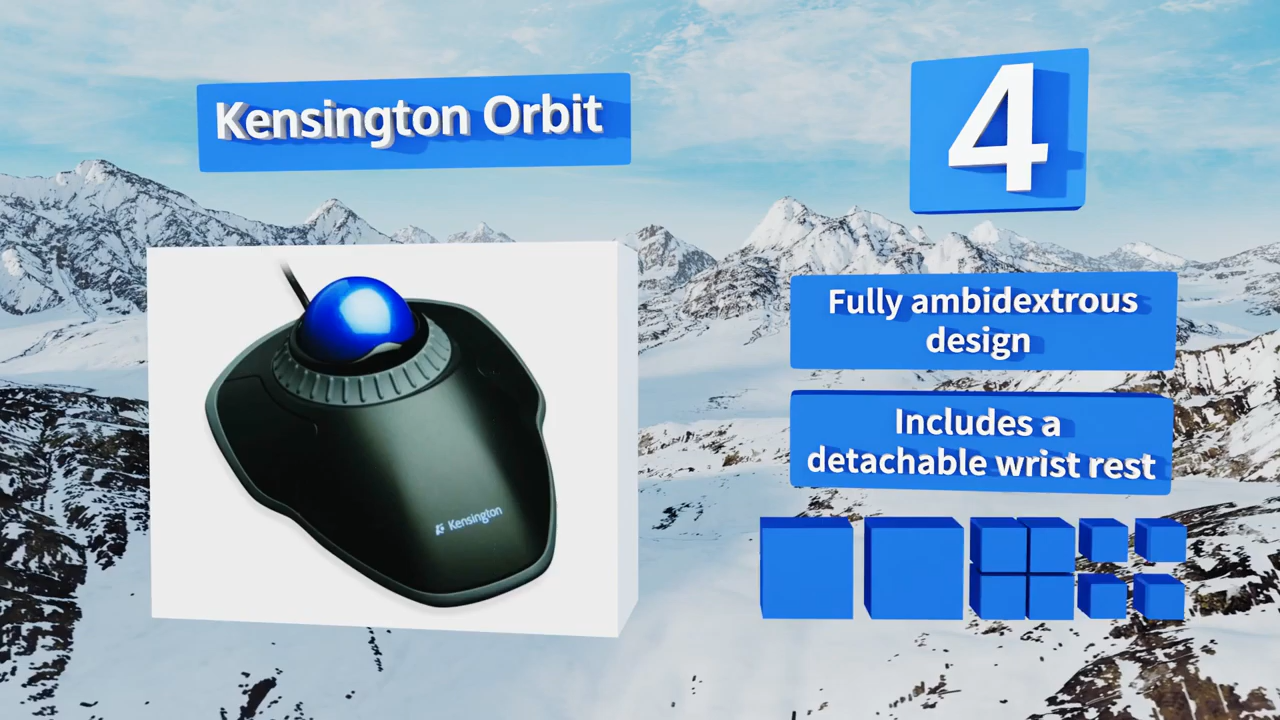 Kensington Orbit
4
Fully ambidextrous
design
Includes a
detachable wrist rest
Kensington